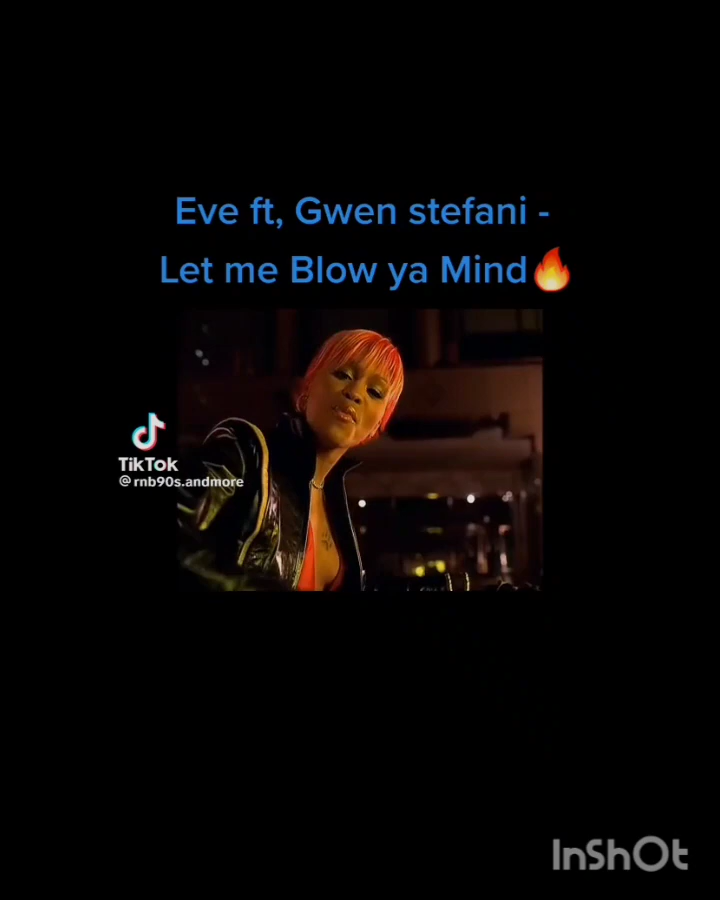 Eve ft, Gwen stefani -
Let me Blow ya Mind🔥
TikTok
@rnb90s.andmore
InShOt